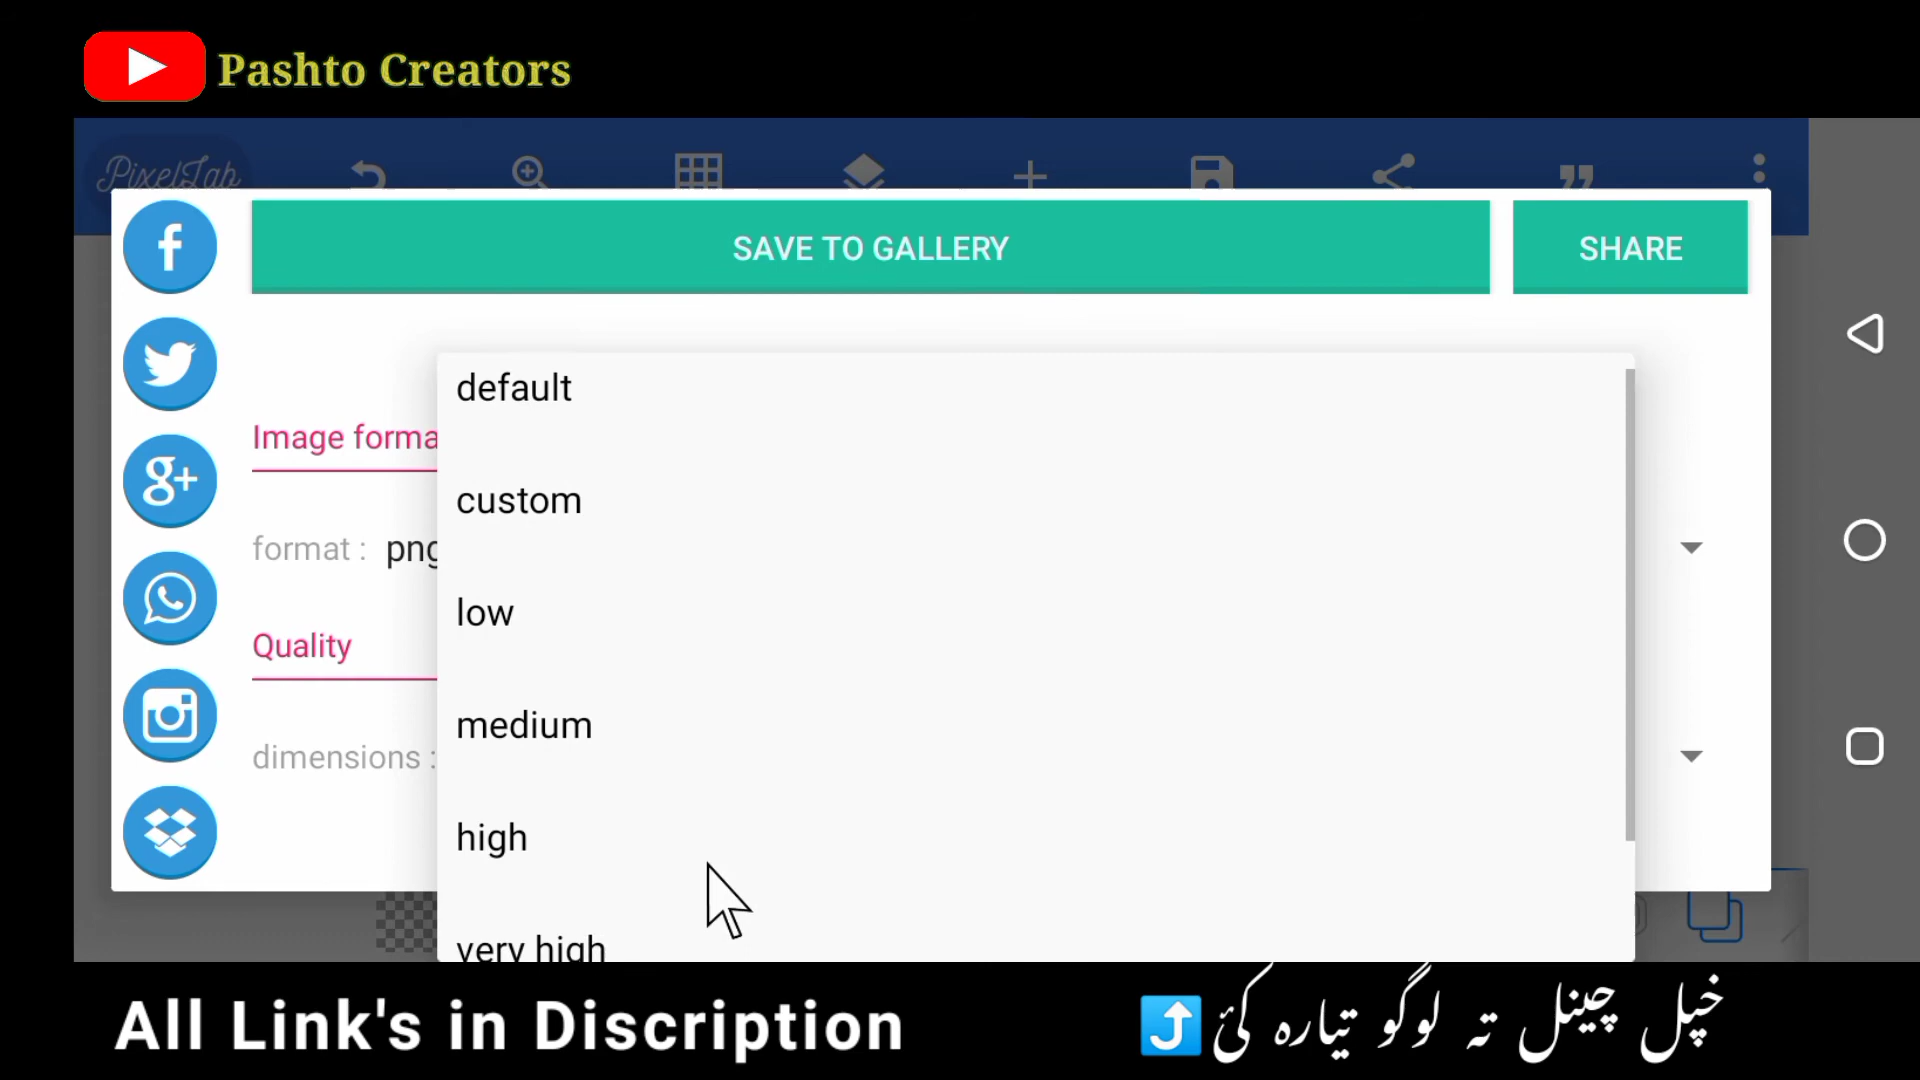 Pashto Creators
PixelLab
SAVE TO GALLERY
SHARE
default
Image forma
custom
format : png
low
Quality
medium
dimensions :
high
very high
All Link's in Discription
خپل چینل ته لوگو تیاره کئ